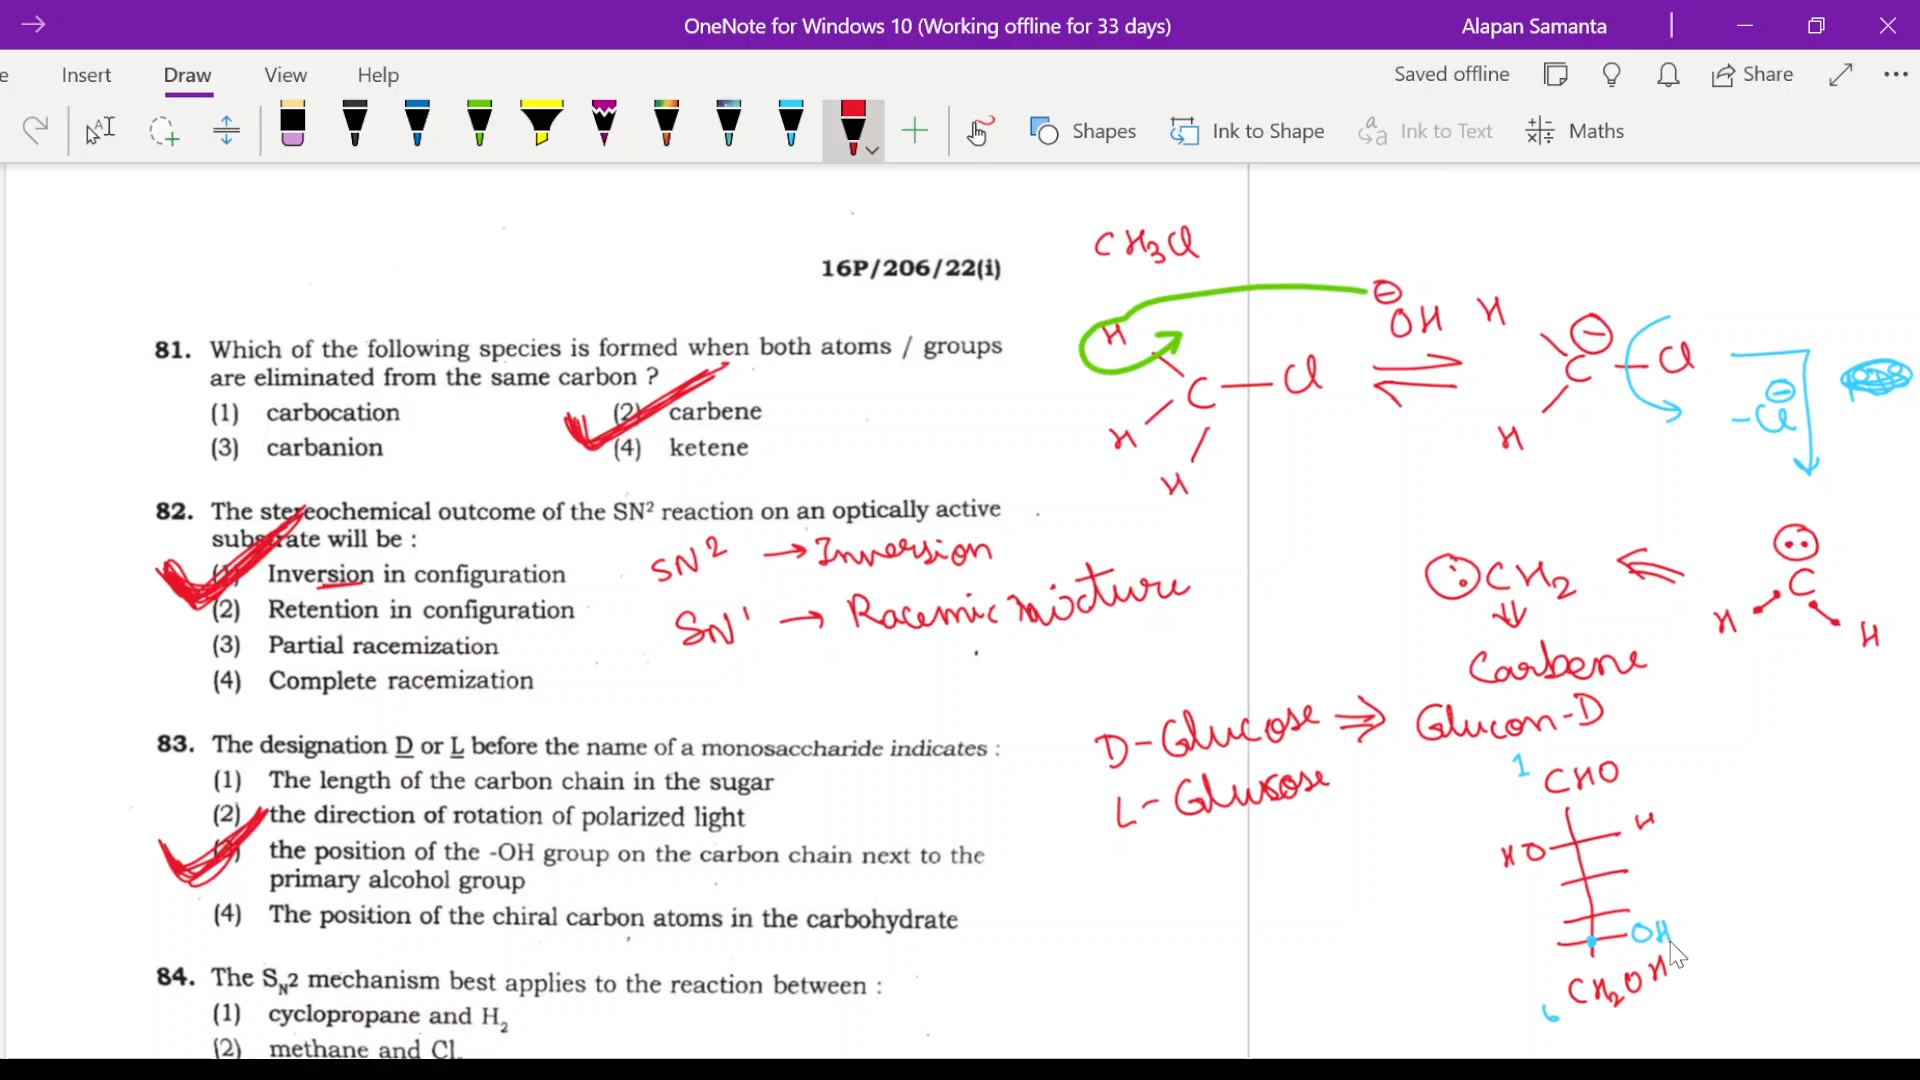 OneNote for Windows 10 (Working offline for 33 days)
Alapan Samanta
e Insert Draw View Help
Saved offline Share
Shapes Ink to Shape Ink to Text Maths
16P/206/22(i)
81. Which of the following species is formed when both atoms / groups
are eliminated from the same carbon ?
(1) carbocation (2) carbene
(3) carbanion (4) ketene
82. The stereochemical outcome of the SN² reaction on an optically active
substrate will be :
(1) Inversion in configuration
(2) Retention in configuration
(3) Partial racemization
(4) Complete racemization
SN² → Inversion
SN¹ → Racemic mixture
83. The designation D or L before the name of a monosaccharide indicates :
(1) The length of the carbon chain in the sugar
(2) the direction of rotation of polarized light
the position of the -OH group on the carbon chain next to the
primary alcohol group
(4) The position of the chiral carbon atoms in the carbohydrate
84. The S_N2 mechanism best applies to the reaction between :
(1) cyclopropane and H₂
(2) methane and Cl
CH₃Cl
⊖
OH
H
C — Cl
H
H
H
⊖
C — Cl
H
⊖
-Cl
:CH₂
C
H H
Carbene
D-Glucose ⇒ Glucon-D
L-Glucose
1 CHO
HO H
OH
6 CH₂OH